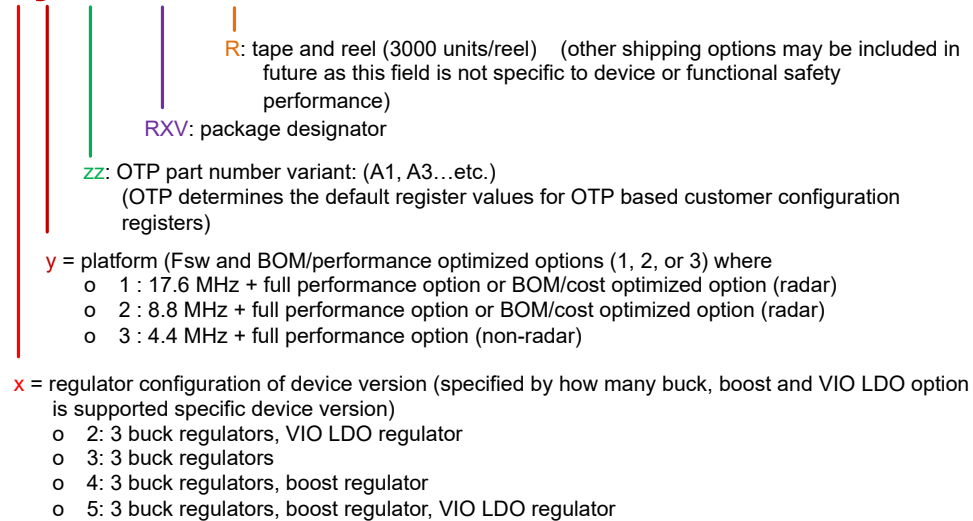 R: tape and reel (3000 units/reel) (other shipping options may be included in
future as this field is not specific to device or functional safety
performance)
RXV: package designator
zz: OTP part number variant: (A1, A3…etc.)
(OTP determines the default register values for OTP based customer configuration
registers)
y = platform (Fsw and BOM/performance optimized options (1, 2, or 3) where
o 1 : 17.6 MHz + full performance option or BOM/cost optimized option (radar)
o 2 : 8.8 MHz + full performance option or BOM/cost optimized option (radar)
o 3 : 4.4 MHz + full performance option (non-radar)
x = regulator configuration of device version (specified by how many buck, boost and VIO LDO option
is supported specific device version)
o 2: 3 buck regulators, VIO LDO regulator
o 3: 3 buck regulators
o 4: 3 buck regulators, boost regulator
o 5: 3 buck regulators, boost regulator, VIO LDO regulator